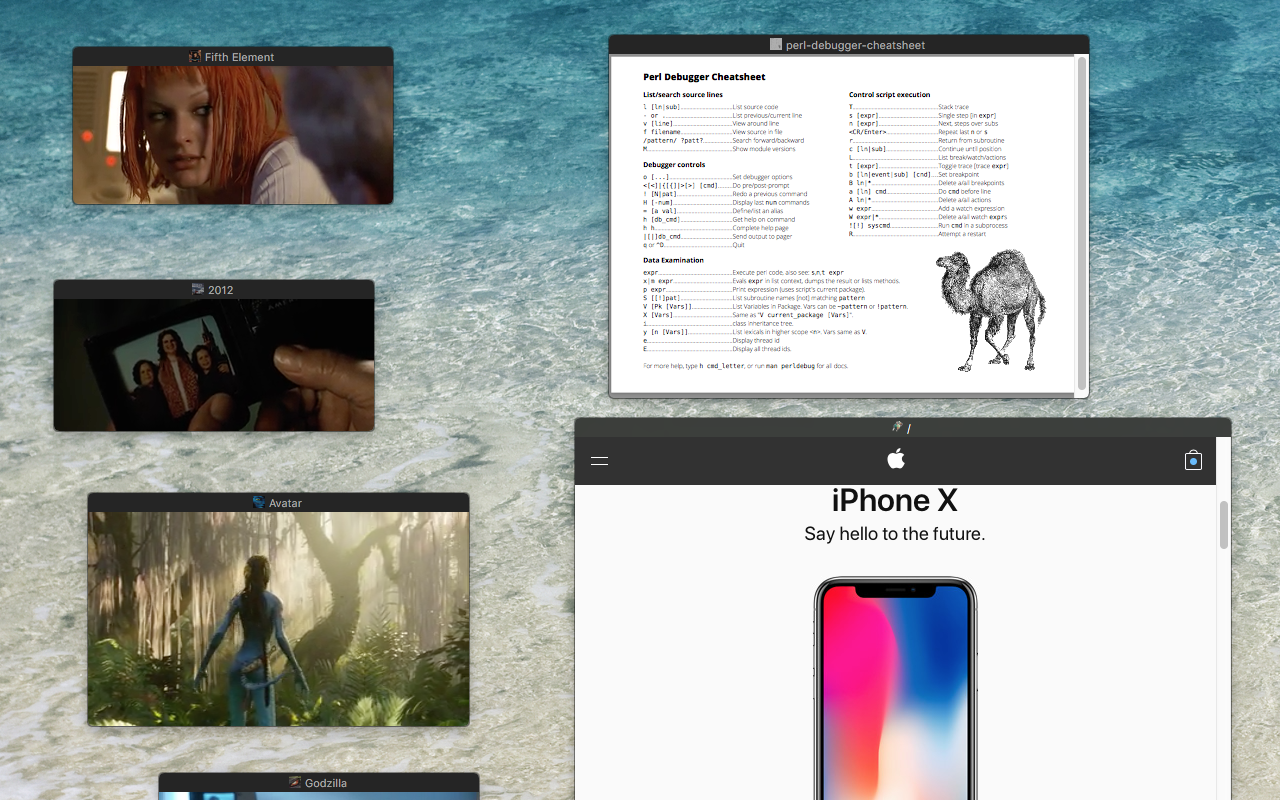 Fifth Element
perl-debugger-cheatsheet
Perl Debugger Cheatsheet
List/search source lines
l [ln|sub] List source code
- or . List previous/current line
v [line] View around line
f filename View source in file
/pattern/ ?patt? Search forward/backward
M Show module versions
Debugger controls
o [...] Set debugger options
<[<]|{[{]|>[>] [cmd] Do pre/post-prompt
! [N|pat] Redo a previous command
H [-num] Display last num commands
= [a val] Define/list an alias
h [db_cmd] Get help on command
h h Complete help page
|[|]db_cmd Send output to pager
q or ^D Quit
Control script execution
T Stack trace
s [expr] Single step [in expr]
n [expr] Next, steps over subs
<CR/Enter> Repeat last n or s
r Return from subroutine
c [ln|sub] Continue until position
L List break/watch/actions
t [expr] Toggle trace [trace expr]
b [ln|event|sub] [cnd] Set breakpoint
B ln|* Delete a/all breakpoints
a [ln] cmd Do cmd before line
A ln|* Delete a/all actions
w expr Add a watch expression
W expr|* Delete a/all watch exprs
![!] syscmd Run cmd in a subprocess
R Attempt a restart
Data Examination
expr Execute perl code, also see: s,n,t expr
x|m expr Evals expr in list context, dumps the result or lists methods.
p expr Print expression (uses script's current package).
S [[!]pat] List subroutine names [not] matching pattern
V [Pk [Vars]] List Variables in Package. Vars can be ~pattern or !pattern.
X [Vars] Same as "V current_package [Vars]".
i class inheritance tree.
y [n [Vars]] List lexicals in higher scope <n>. Vars same as V.
e Display thread id
E Display all thread ids.
For more help, type h cmd_letter, or run man perldebug for all docs.
2012
/
iPhone X
Say hello to the future.
Avatar
Godzilla